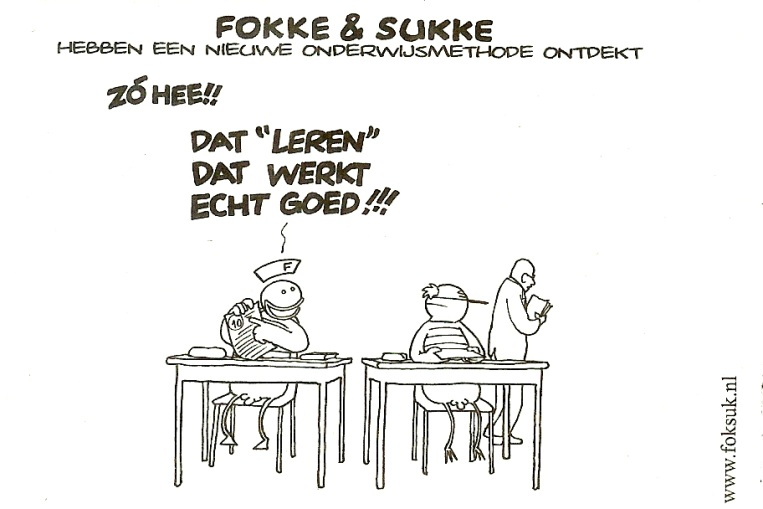 FOKKE & SUKKE
HEBBEN EEN NIEUWE ONDERWIJSMETHODE ONTDEKT
ZÓ HEE!!
DAT "LEREN"
DAT WERKT
ECHT GOED!!!
F
10
www.foksuk.nl